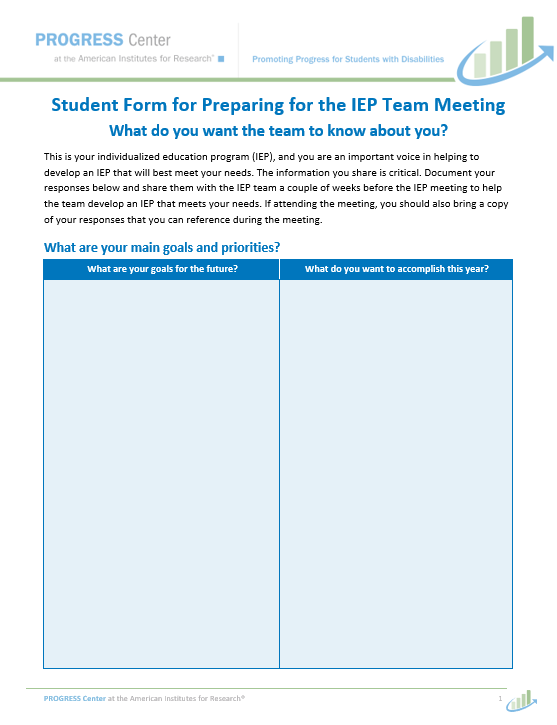 PROGRESS Center
at the American Institutes for Research®
Promoting Progress for Students with Disabilities
Student Form for Preparing for the IEP Team Meeting
What do you want the team to know about you?
This is your individualized education program (IEP), and you are an important voice in helping to
develop an IEP that will best meet your needs. The information you share is critical. Document your
responses below and share them with the IEP team a couple of weeks before the IEP meeting to help
the team develop an IEP that meets your needs. If attending the meeting, you should also bring a copy
of your responses that you can reference during the meeting.
What are your main goals and priorities?
What are your goals for the future?
What do you want to accomplish this year?
PROGRESS Center at the American Institutes for Research®
1